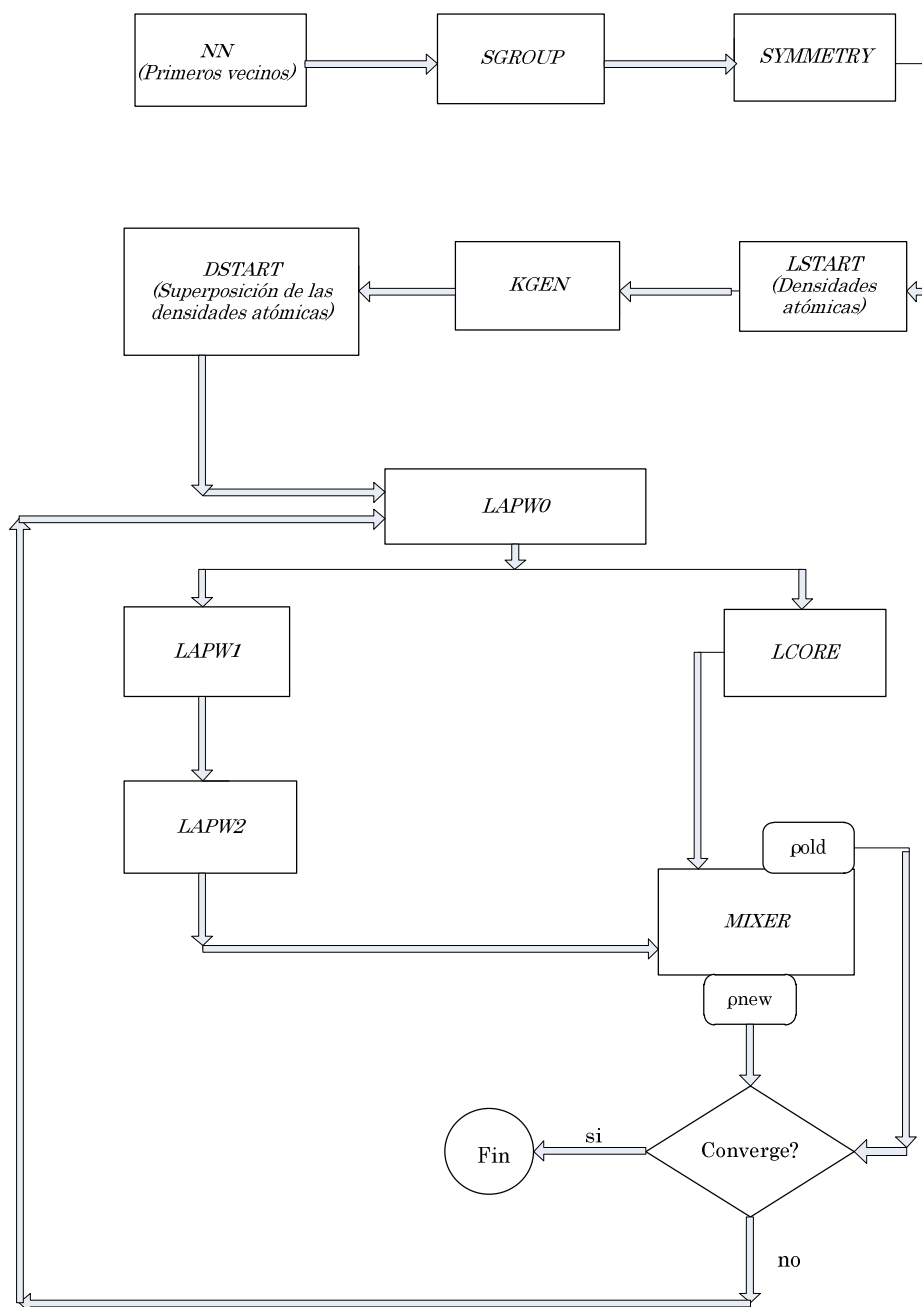 NN
(Primeros vecinos)
SGROUP
SYMMETRY
DSTART
(Superposición de las
densidades atómicas)
KGEN
LSTART
(Densidades
atómicas)
LAPW0
LAPW1
LCORE
LAPW2
ρold
MIXER
ρnew
Converge?
si
Fin
no